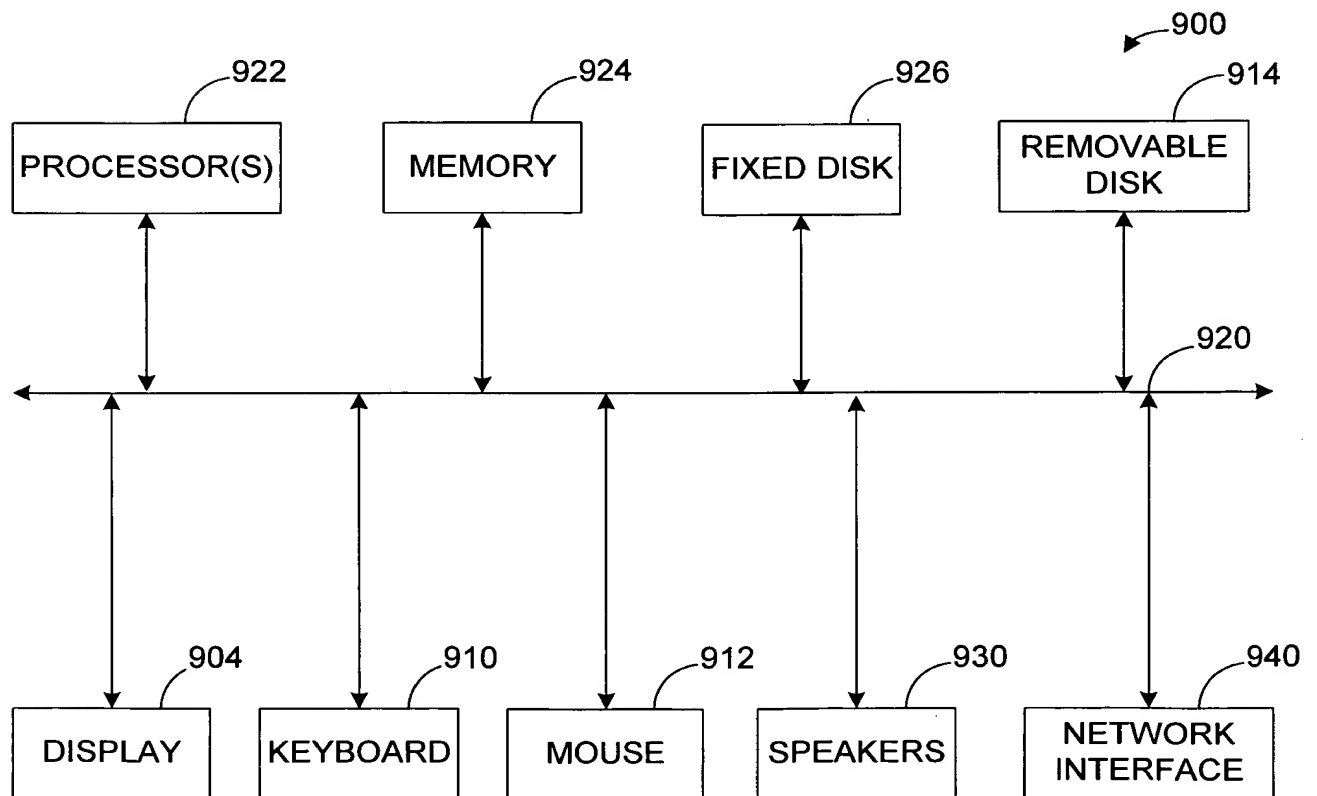 900
922
924
926
914
PROCESSOR(S)
MEMORY
FIXED DISK
REMOVABLE
DISK
920
904
910
912
930
940
DISPLAY
KEYBOARD
MOUSE
SPEAKERS
NETWORK
INTERFACE